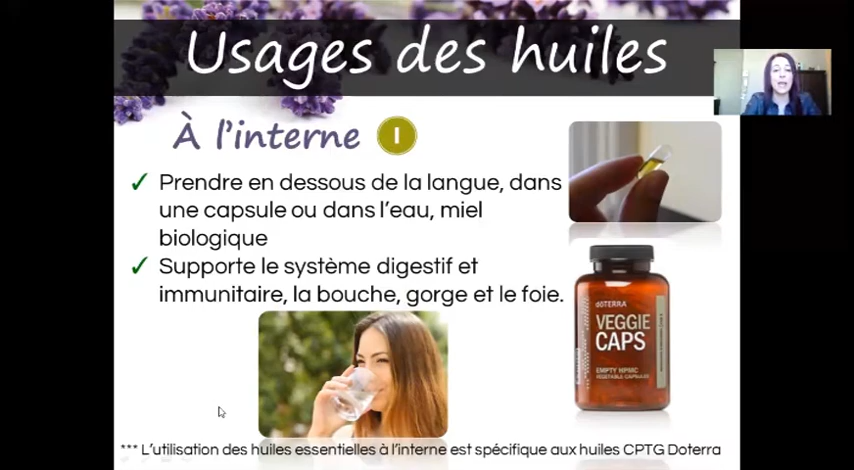 Usages des huiles
À l'interne I
✓ Prendre en dessous de la langue, dans
une capsule ou dans l'eau, miel
biologique
✓ Supporte le système digestif et
immunitaire, la bouche, gorge et le foie.
dōTERRA
VEGGIE
CAPS
EMPTY HPMC
VEGETABLE CAPSULES
*** L'utilisation des huiles essentielles à l'interne est spécifique aux huiles CPTG Doterra